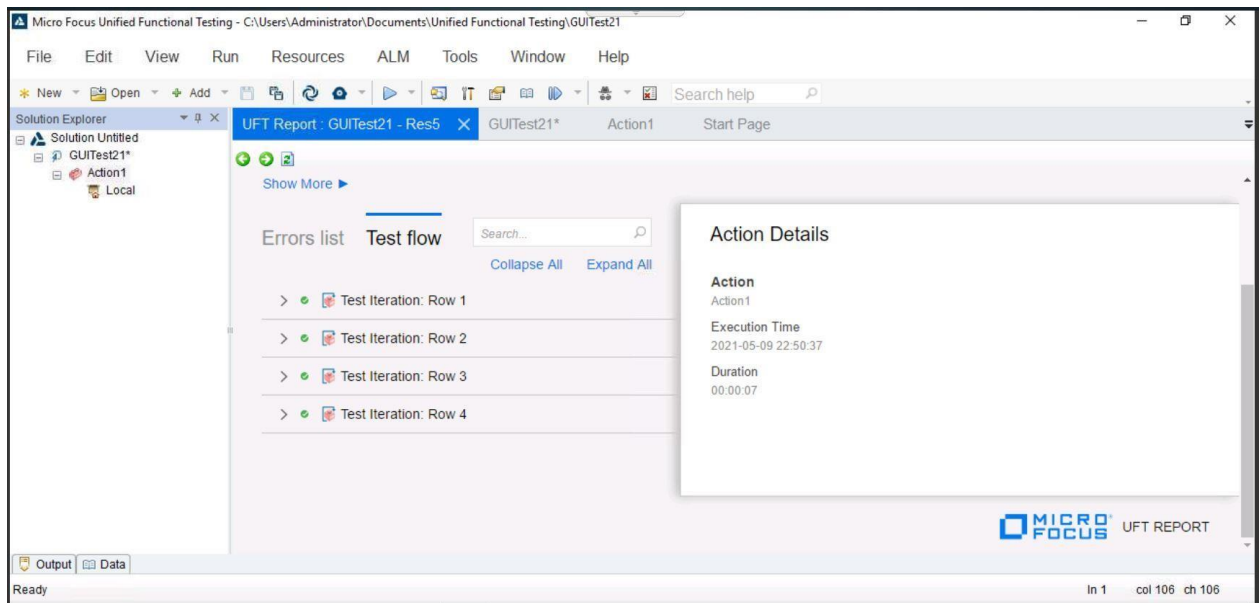 Micro Focus Unified Functional Testing - C:\Users\Administrator\Documents\Unified Functional Testing\GUITest21
File Edit View Run Resources ALM Tools Window Help
New Open Add Search help
Solution Explorer
UFT Report : GUITest21 - Res5 GUITest21* Action1 Start Page
Solution Untitled
GUITest21*
Action1
Local
Show More
Errors list Test flow Search...
Collapse All Expand All
Test Iteration: Row 1
Test Iteration: Row 2
Test Iteration: Row 3
Test Iteration: Row 4
Action Details
Action
Action1
Execution Time
2021-05-09 22:50:37
Duration
00:00:07
MICRO FOCUS UFT REPORT
Output Data
Ready ln 1 col 106 ch 106